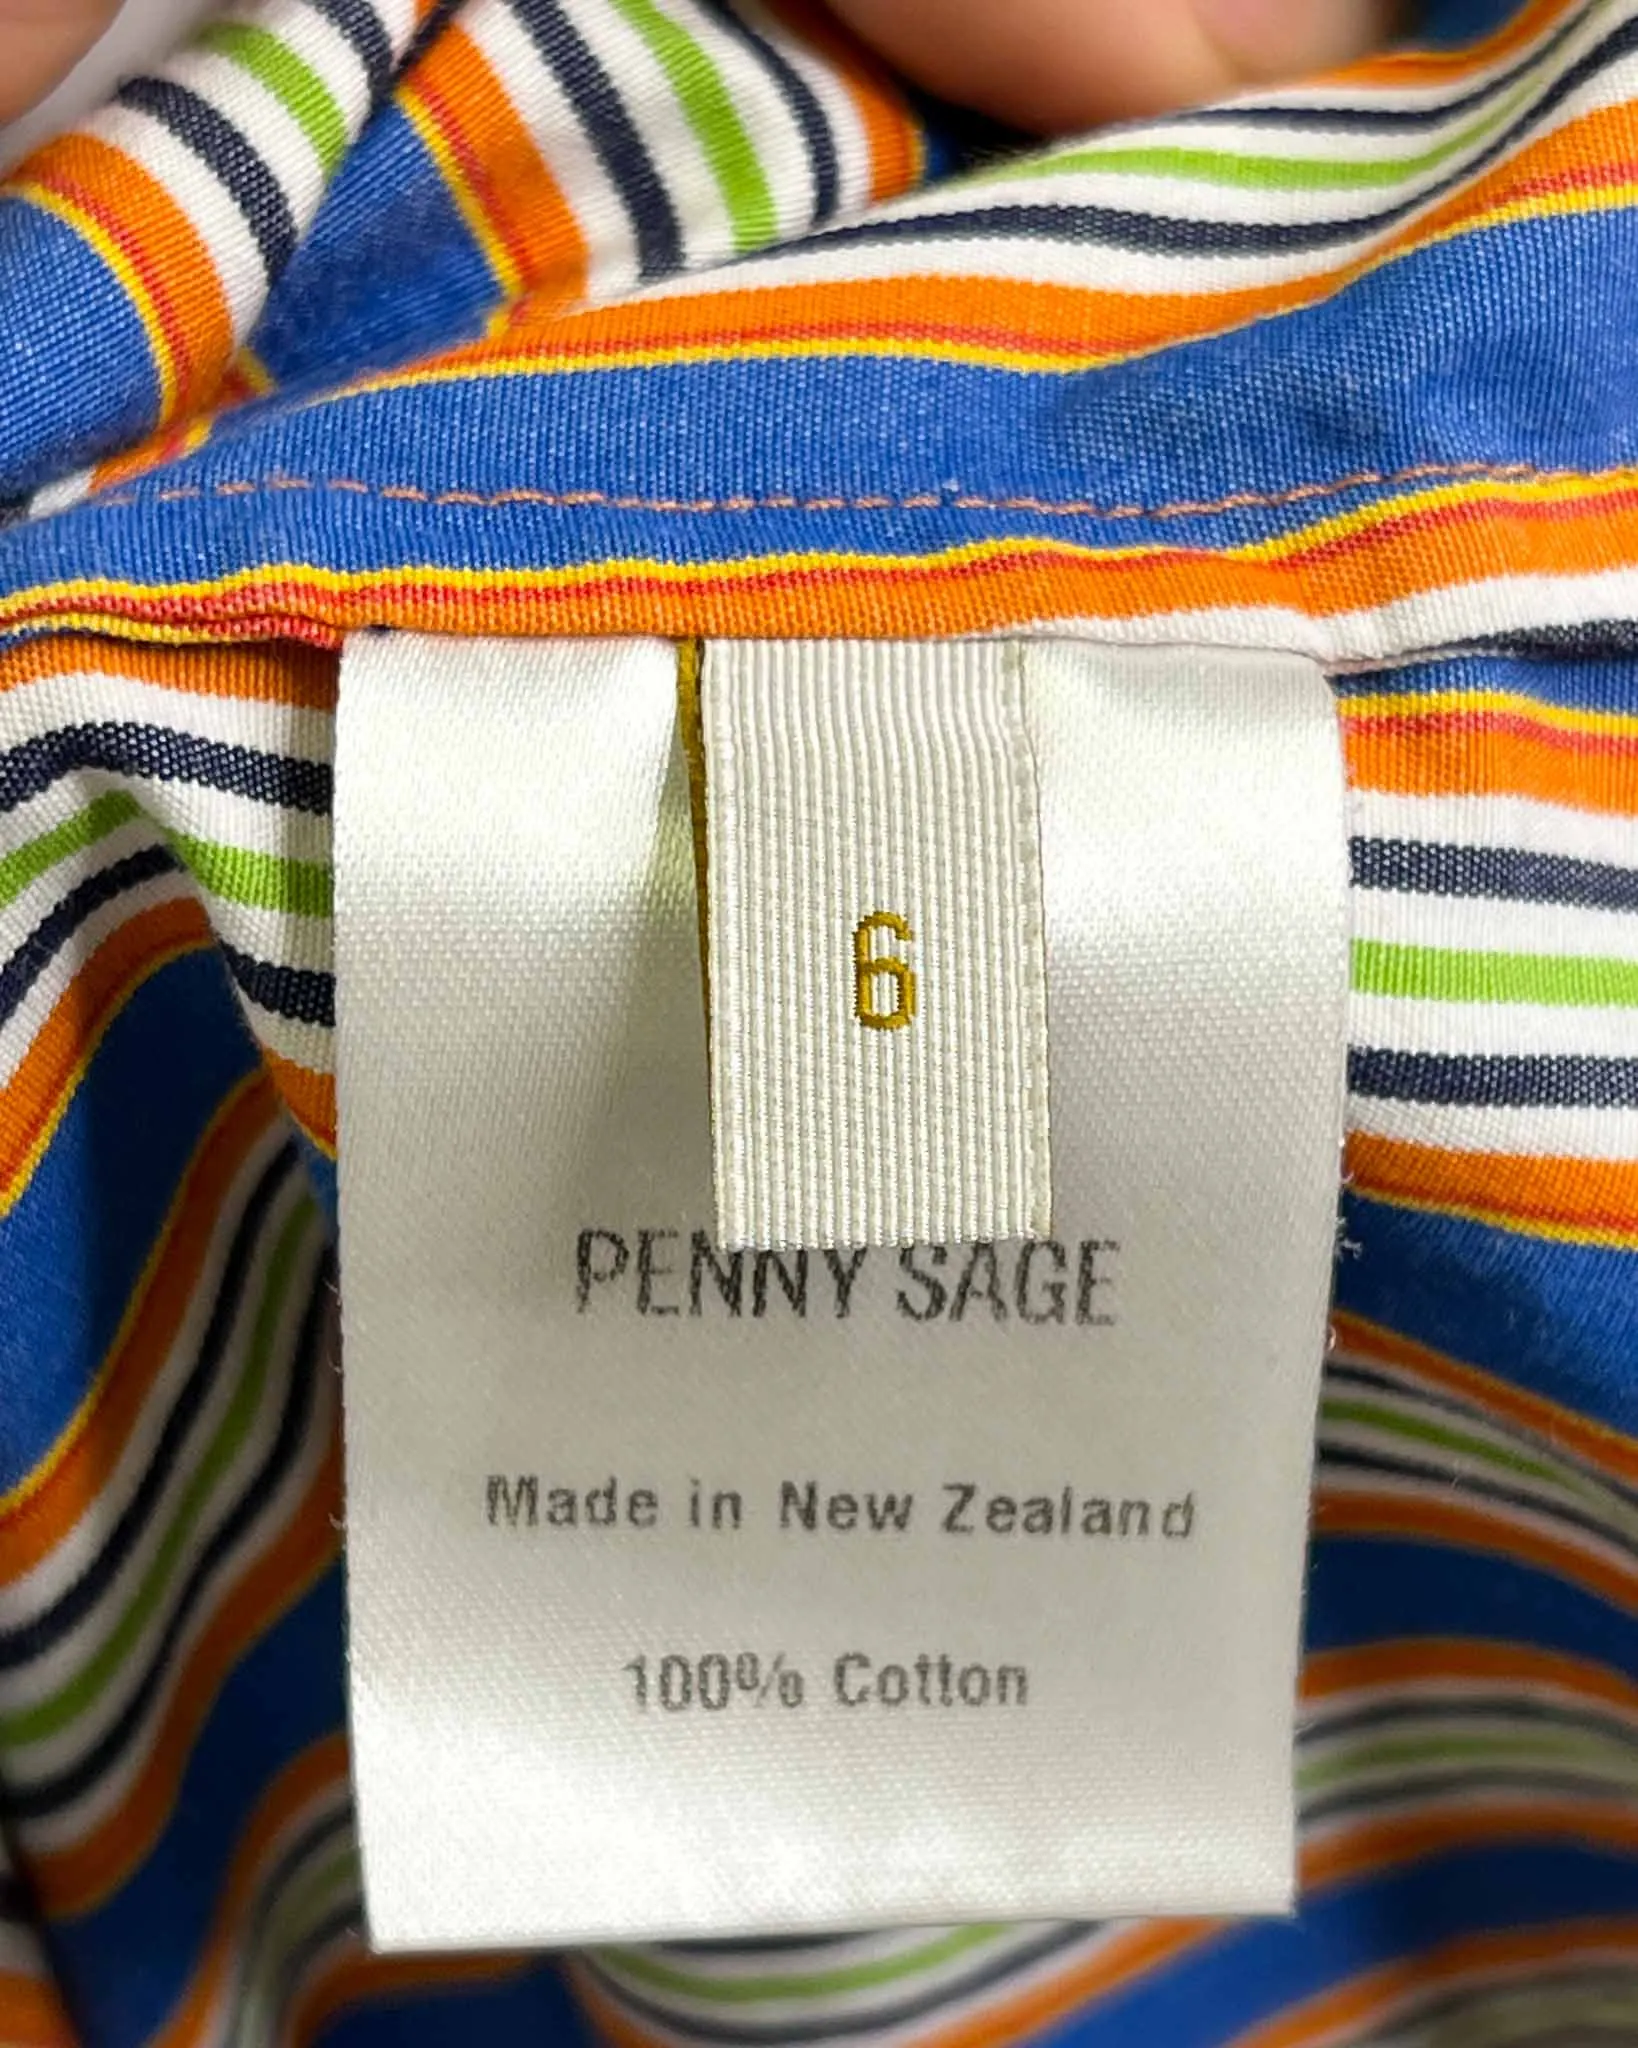 6
PENNY SAGE
Made in New Zealand
100% Cotton